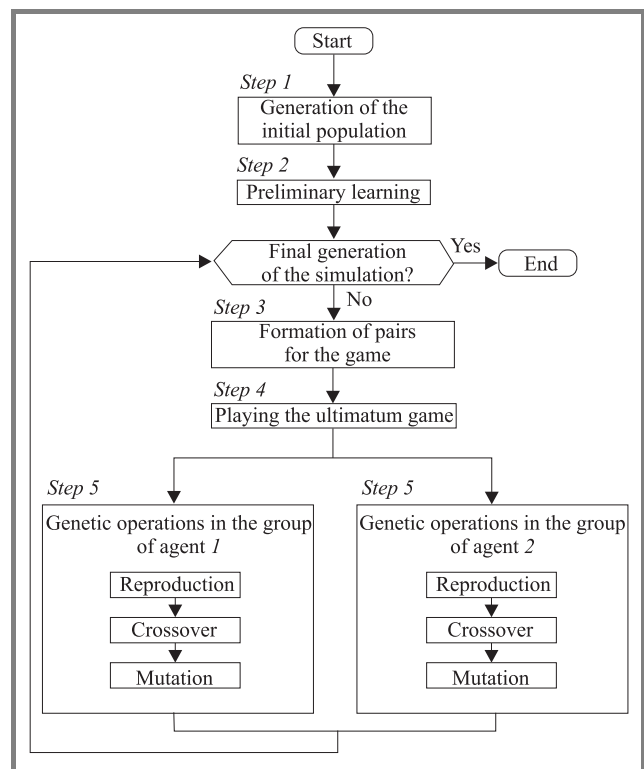 Start
Step 1
Generation of the
initial population
Step 2
Preliminary learning
Final generation
of the simulation?
Yes
End
No
Step 3
Formation of pairs
for the game
Step 4
Playing the ultimatum game
Step 5
Genetic operations in the group
of agent 1
Reproduction
Crossover
Mutation
Step 5
Genetic operations in the group
of agent 2
Reproduction
Crossover
Mutation